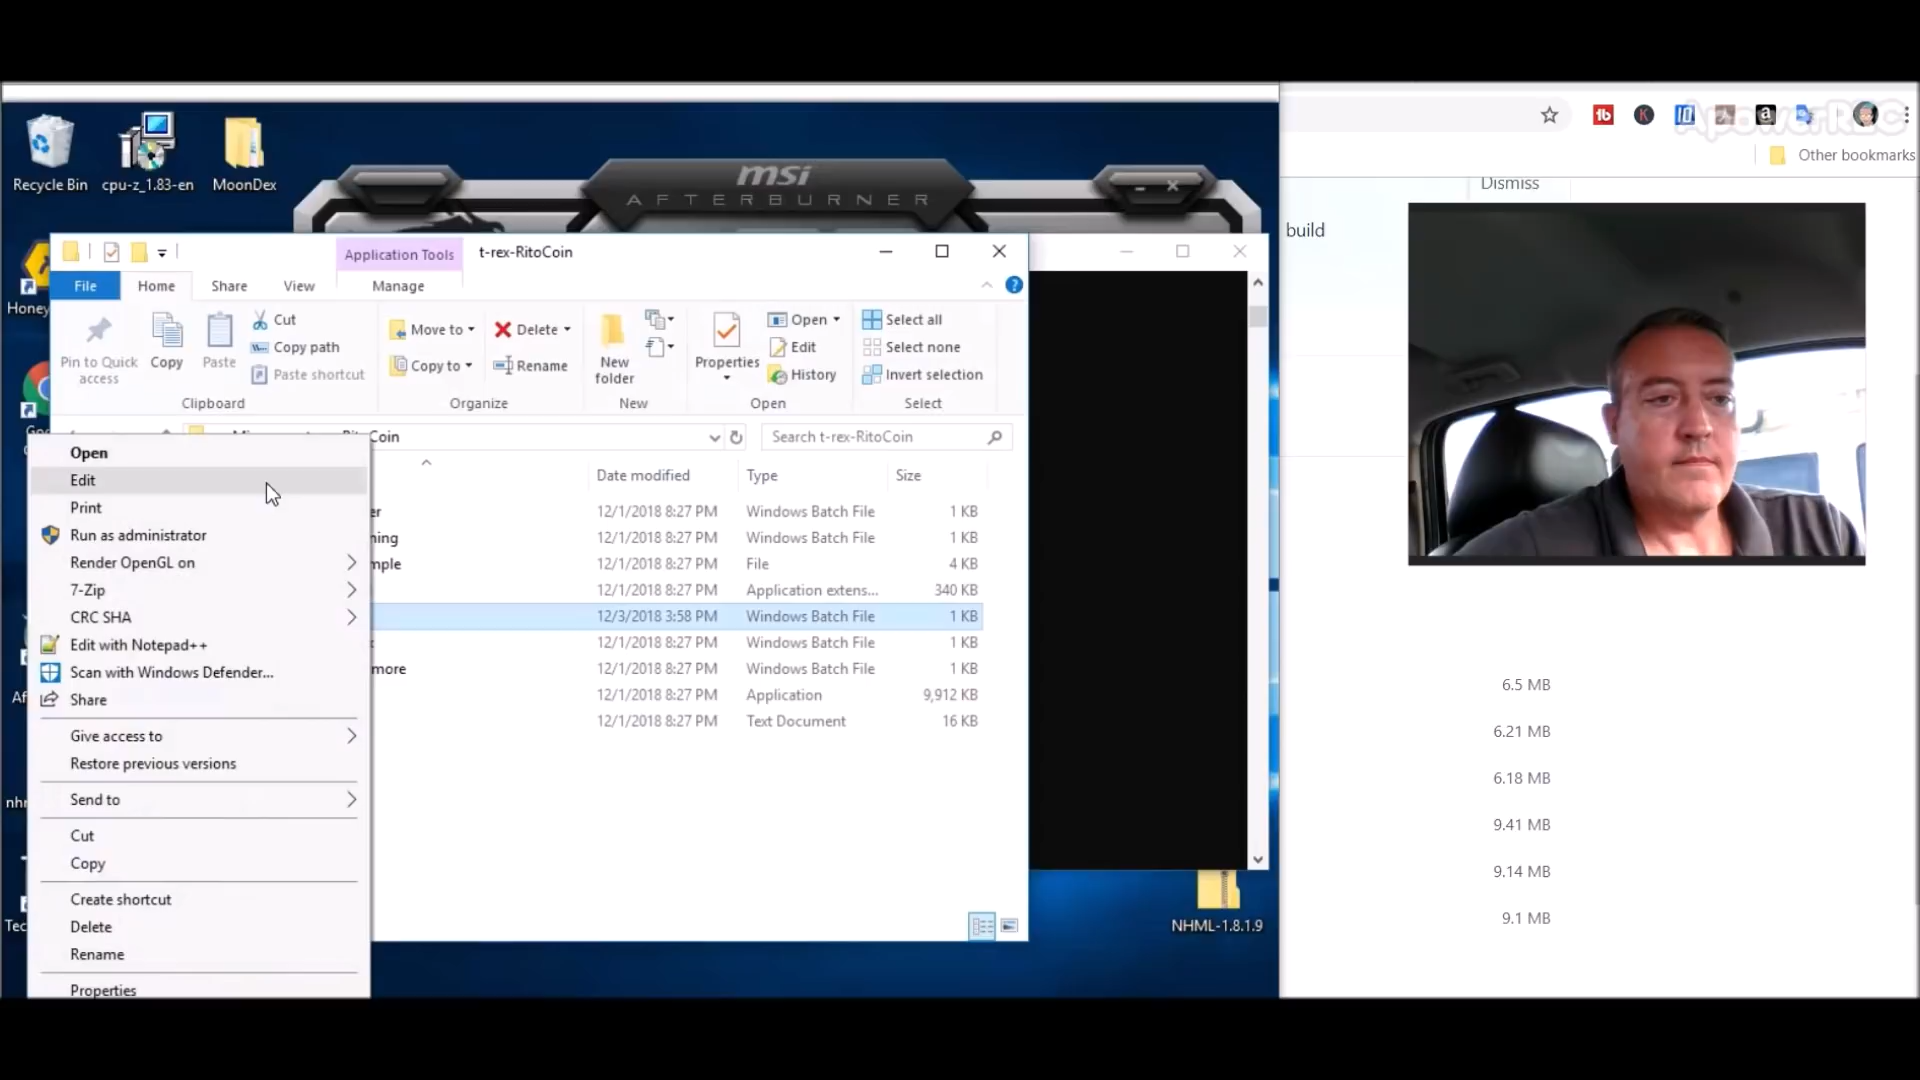 ApowerREC
Other bookmarks
Dismiss
build
Recycle Bin
cpu-z_1.83-en
MoonDex
msi
AFTERBURNER
Application Tools
t-rex-RitoCoin
File
Home
Share
View
Manage
Pin to Quick access
Copy
Paste
Cut
Copy path
Paste shortcut
Clipboard
Move to
Copy to
Delete
Rename
Organize
New folder
New
Properties
Open
Edit
History
Open
Select all
Select none
Invert selection
Select
Coin
Search t-rex-RitoCoin
Date modified
Type
Size
er
12/1/2018 8:27 PM
Windows Batch File
1 KB
ning
12/1/2018 8:27 PM
Windows Batch File
1 KB
mple
12/1/2018 8:27 PM
File
4 KB
12/1/2018 8:27 PM
Application extens...
340 KB
12/3/2018 3:58 PM
Windows Batch File
1 KB
12/1/2018 8:27 PM
Windows Batch File
1 KB
more
12/1/2018 8:27 PM
Windows Batch File
1 KB
12/1/2018 8:27 PM
Application
9,912 KB
12/1/2018 8:27 PM
Text Document
16 KB
Open
Edit
Print
Run as administrator
Render OpenGL on
7-Zip
CRC SHA
Edit with Notepad++
Scan with Windows Defender...
Share
Give access to
Restore previous versions
Send to
Cut
Copy
Create shortcut
Delete
Rename
Properties
Honey
Tec
NHML-1.8.1.9
6.5 MB
6.21 MB
6.18 MB
9.41 MB
9.14 MB
9.1 MB